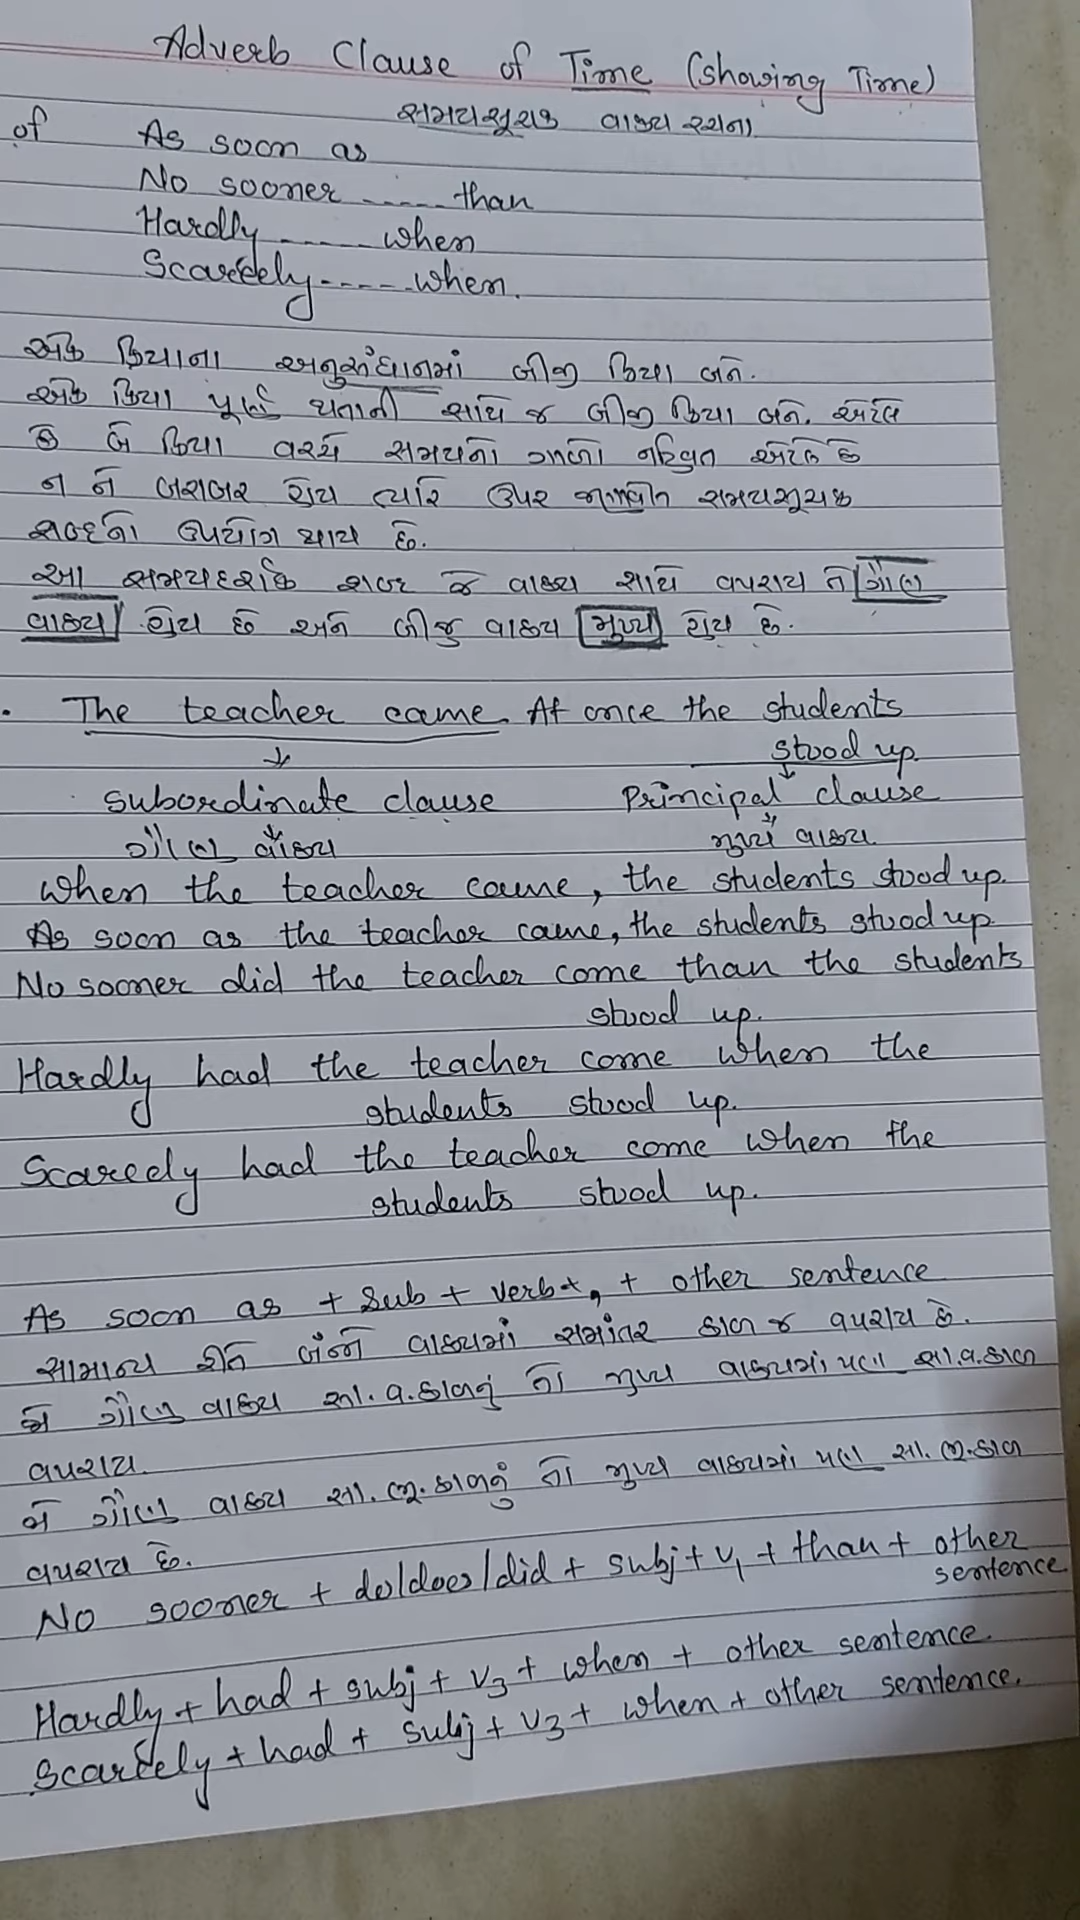 Adverb Clause of Time (showing Time)
સમયસૂચક વાક્ય રચના.
of As soon as
No sooner ----- than
Hardly ----- when
Scarcely ----- when.
એક ક્રિયાના અનુસંધાનમાં બીજી ક્રિયા બને.
એક ક્રિયા પૂર્ણ થતાની સાથે જ બીજી ક્રિયા બને. એટલે
કે બે ક્રિયા વચ્ચે સમયનો ગાળો નહિવત એટલે કે
ન ને બરાબર હોય ત્યારે ઉપર મુજબના સમયસૂચક
શબ્દનો ઉપયોગ થાય છે.
આ સમયદર્શક શબ્દ જે વાક્ય સાથે વપરાય તે ગૌણ
વાક્ય હોય છે અને બીજુ વાક્ય મુખ્ય હોય છે.
. The teacher came. At once the students
stood up.
subordinate clause Principal clause
ગૌણ વાક્ય મુખ્ય વાક્ય
When the teacher came, the students stood up.
As soon as the teacher came, the students stood up
No sooner did the teacher come than the students
stood up.
Hardly had the teacher come when the
students stood up.
Scarcely had the teacher come when the
students stood up.
As soon as + Sub + verb + , + other sentence
સામાન્ય રીતે બંને વાક્યમાં સમાંતર કાળ જ વપરાય છે.
જો ગૌણ વાક્ય સા.વ.કાળનું તો મુખ્ય વાક્યમાં પણ સા.વ.કાળ
વપરાય.
જો ગૌણ વાક્ય સા.ભૂ.કાળનું તો મુખ્ય વાક્યમાં પણ સા.ભૂ.કાળ
વપરાય છે.
No sooner + do/does/did + subj + v1 + than + other
sentence
Hardly + had + subj + v3 + when + other sentence.
Scarcely + had + subj + v3 + when + other sentence.